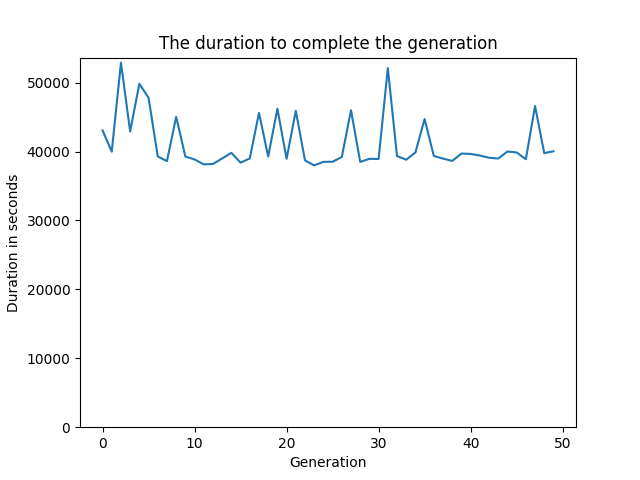 The duration to complete the generation
50000
40000
30000
20000
10000
0
Duration in seconds
0 10 20 30 40 50
Generation